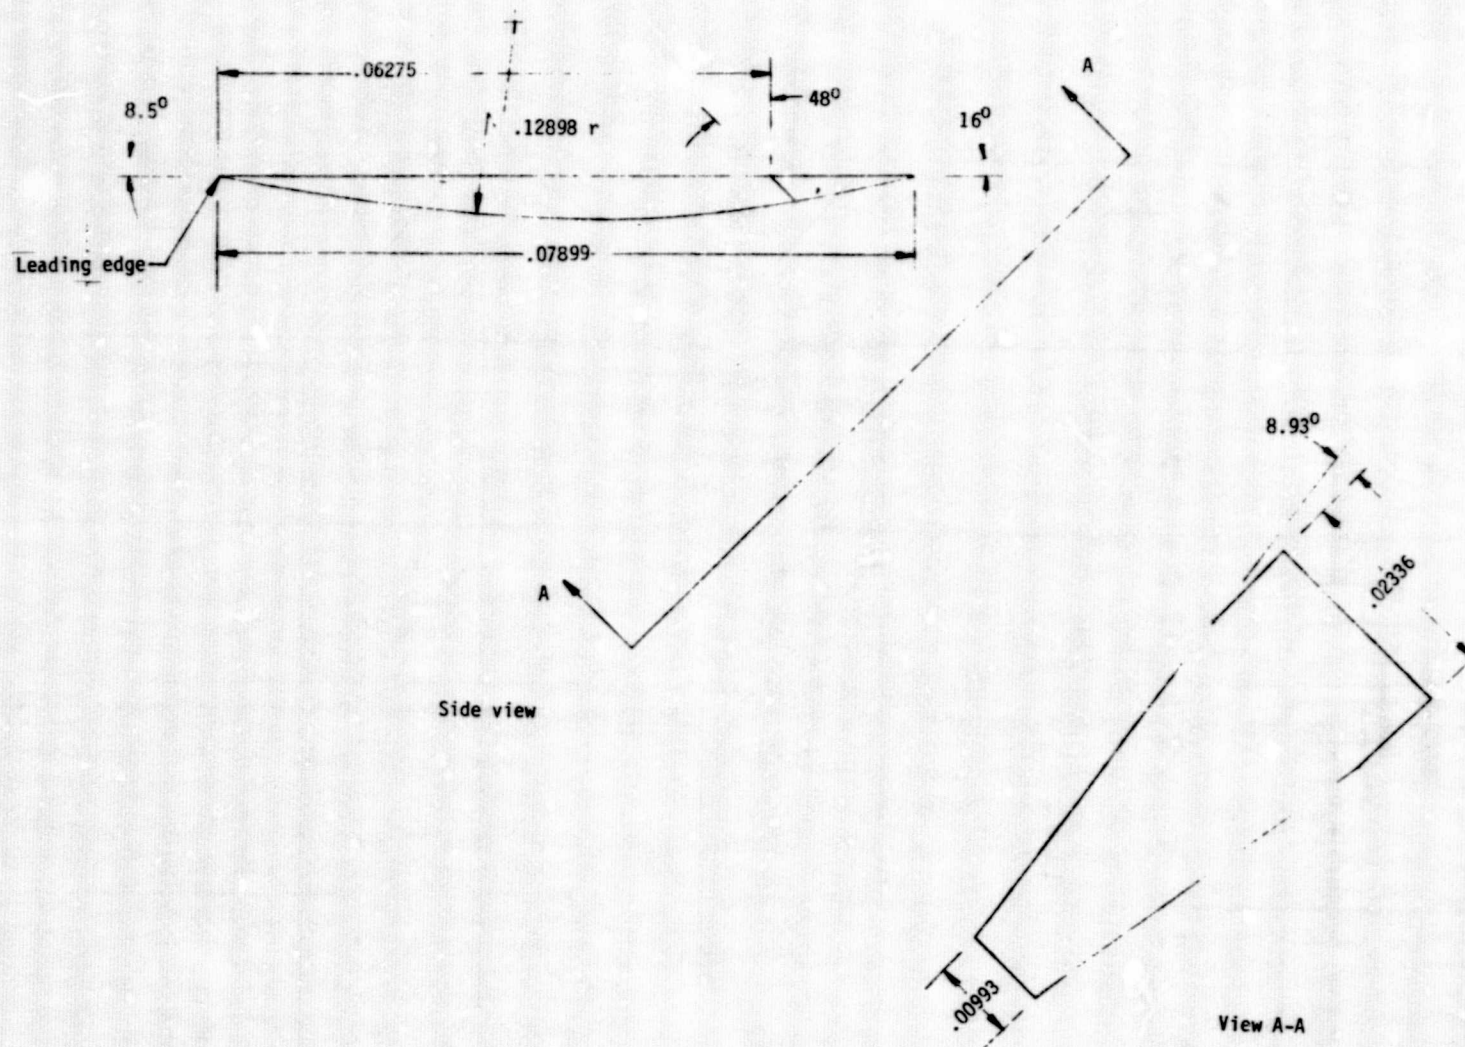 .06275
A
8.5°
48°
.12898 r
16°
Leading edge
.07899
8.93°
.02336
A
Side view
.00993
View A-A